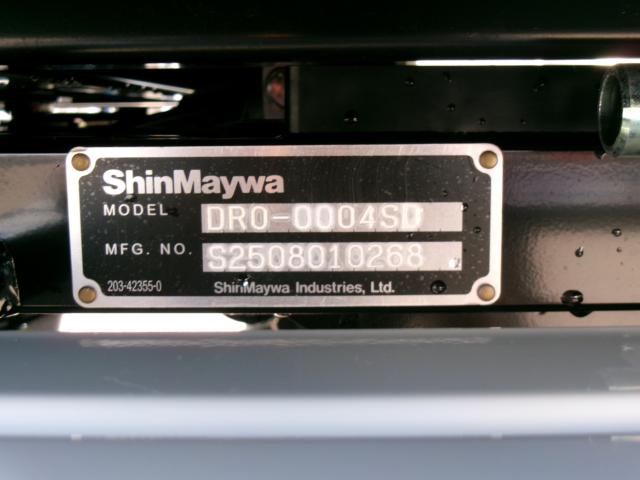 ShinMaywa
MODEL DR0-0004SD
MFG. NO. S2508010268
203-42355-0 ShinMaywa Industries, Ltd.